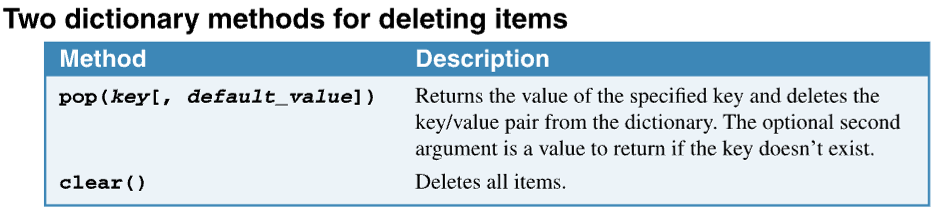 Two dictionary methods for deleting items
Method Description
pop(key[, default_value]) Returns the value of the specified key and deletes the
key/value pair from the dictionary. The optional second
argument is a value to return if the key doesn't exist.
clear() Deletes all items.